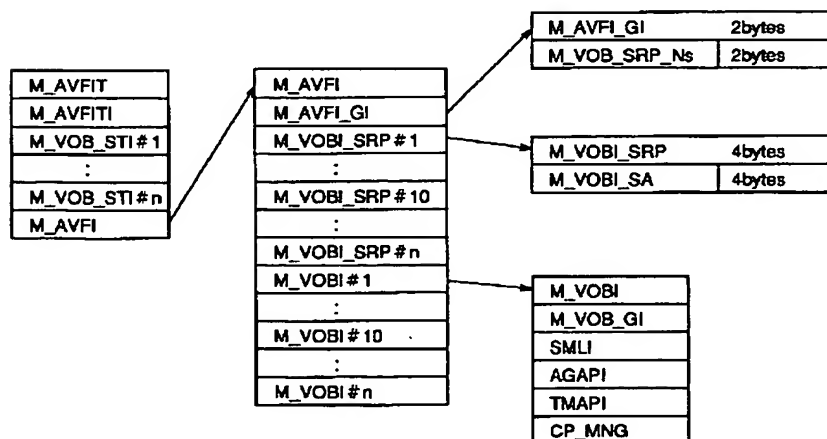 M_AVFIT
M_AVFITI
M_VOB_STI#1
:
M_VOB_STI#n
M_AVFI
M_AVFI
M_AVFI_GI
M_VOBI_SRP#1
:
M_VOBI_SRP#10
:
M_VOBI_SRP#n
M_VOBI#1
:
M_VOBI#10
:
M_VOBI#n
M_AVFI_GI 2bytes
M_VOB_SRP_Ns 2bytes
M_VOBI_SRP 4bytes
M_VOBI_SA 4bytes
M_VOBI
M_VOB_GI
SMLI
AGAPI
TMAPI
CP_MNG